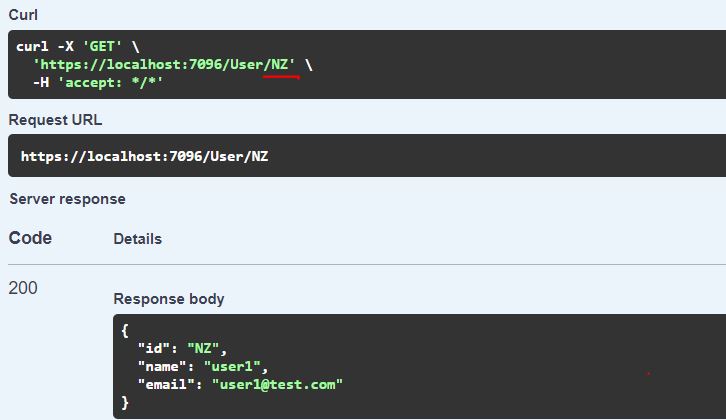 Curl
curl -X 'GET' \
'https://localhost:7096/User/NZ' \
-H 'accept: */*'
Request URL
https://localhost:7096/User/NZ
Server response
Code Details
200
Response body
{
"id": "NZ",
"name": "user1",
"email": "user1@test.com"
}